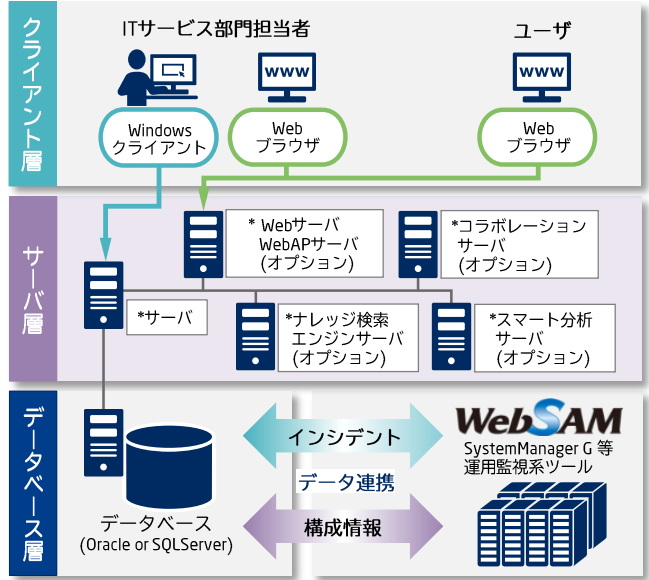 クライアント層
ITサービス部門担当者
ユーザ
www
www
Windows
クライアント
Web
ブラウザ
Web
ブラウザ
サーバ層
* Webサーバ
WebAPサーバ
(オプション)
*コラボレーション
サーバ
(オプション)
*サーバ
*ナレッジ検索
エンジンサーバ
(オプション)
*スマート分析
サーバ
(オプション)
データベース層
データベース
(Oracle or SQLServer)
インシデント
データ連携
構成情報
WebSAM
SystemManager G 等
運用監視系ツール